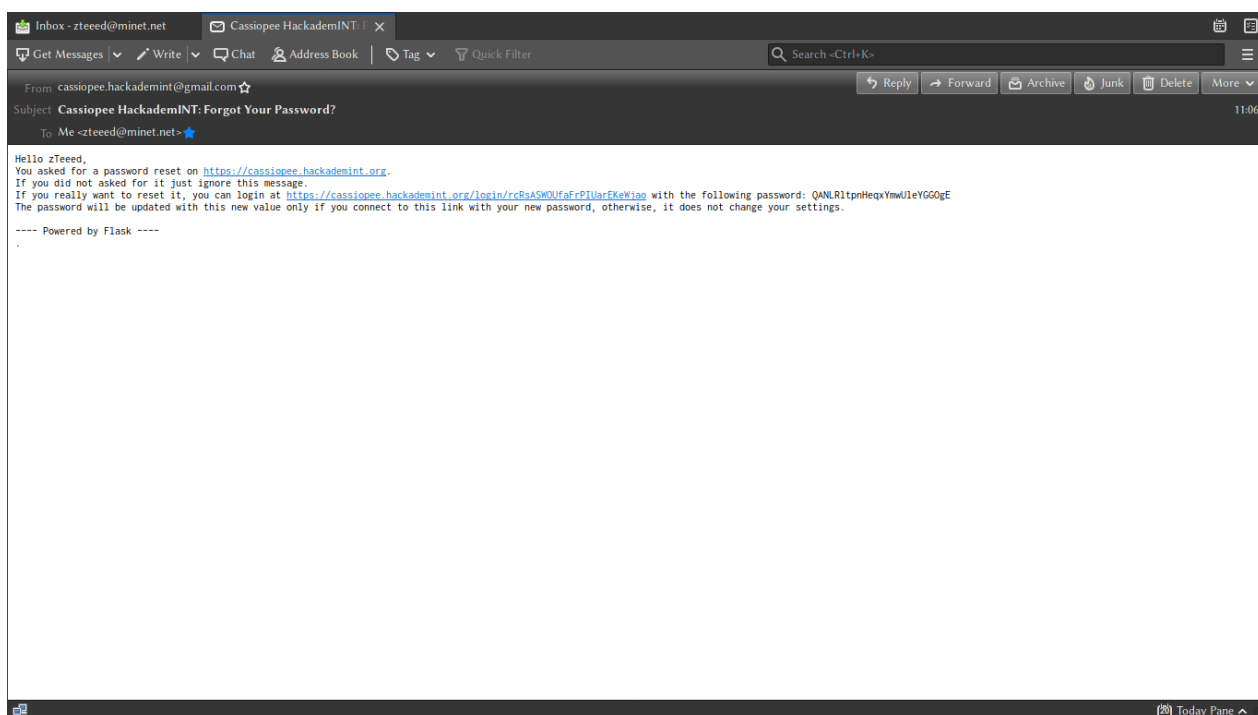 Inbox - zteeed@minet.net Cassiopee HackademINT: F
Get Messages Write Chat Address Book Tag Quick Filter Search <Ctrl+K>
From cassiopee.hackademint@gmail.com Reply Forward Archive Junk Delete More
Subject Cassiopee HackademINT: Forgot Your Password? 11:06
To Me <zteeed@minet.net>
Hello zTeeed,
You asked for a password reset on https://cassiopee.hackademint.org.
If you did not asked for it just ignore this message.
If you really want to reset it, you can login at https://cassiopee.hackademint.org/login/rcRsASWOUfaFrPIUarEKeWjao with the following password: QANLRltpnHeqxYmwUleYGGOgE
The password will be updated with this new value only if you connect to this link with your new password, otherwise, it does not change your settings.
---- Powered by Flask ----
.
20 Today Pane